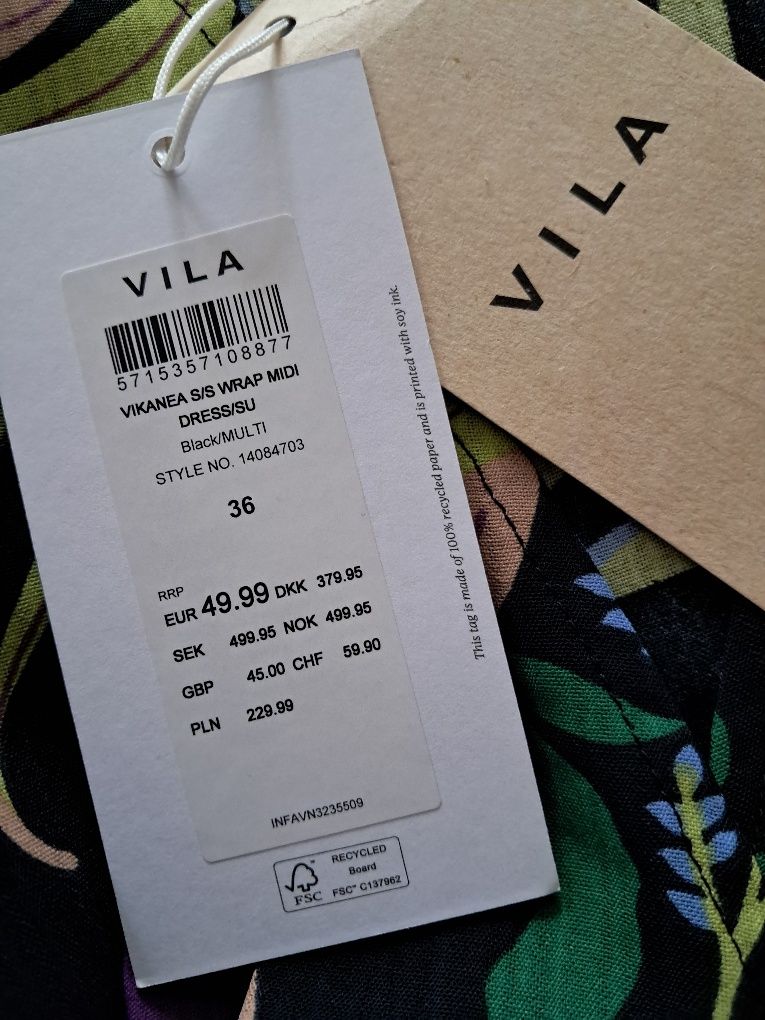 VILA
5715357108877
VIKANEA S/S WRAP MIDI
DRESS/SU
Black/MULTI
STYLE NO. 14084703
36
RRP
EUR 49.99 DKK 379.95
SEK 499.95 NOK 499.95
GBP 45.00 CHF 59.90
PLN 229.99
INFAVN3235509
FSC™
RECYCLED
Board
FSC® C137962
This tag is made of 100% recycled paper and is printed with soy ink.
VILA